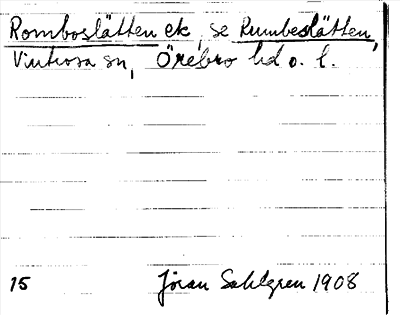 Romboslätten ek, se Rumbeslätten,
Vintrosa sn, Örebro hd o. l.
15 Jöran Sahlgren 1908